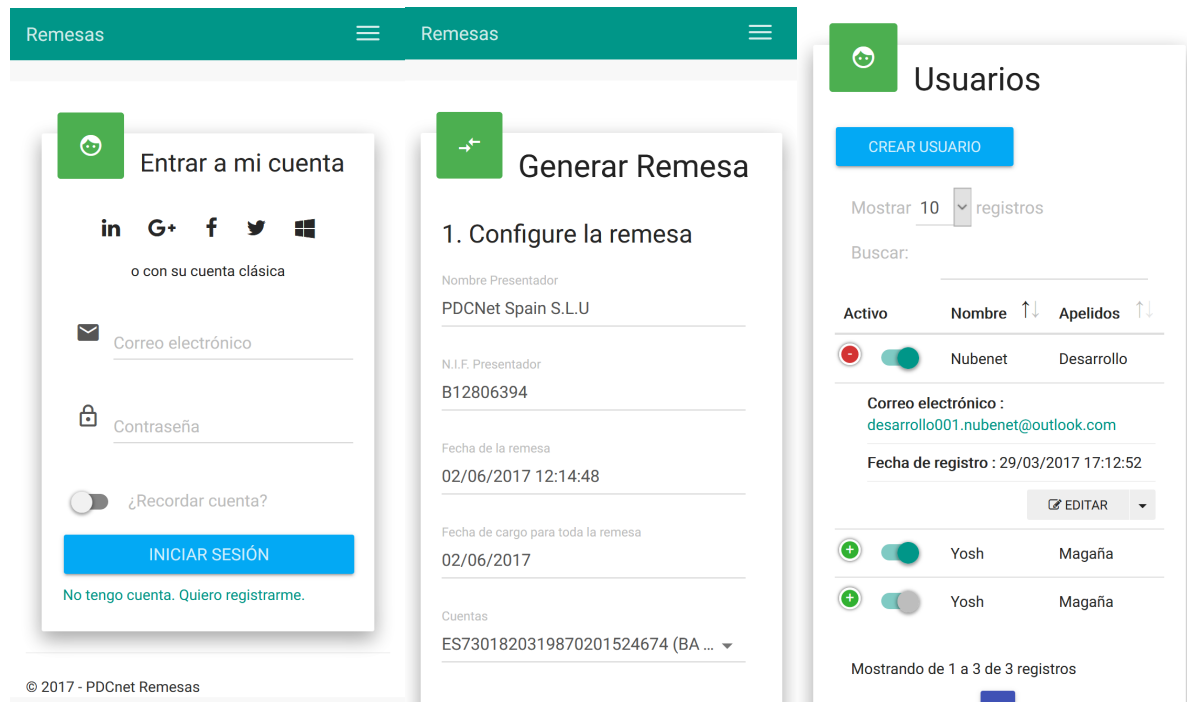 Remesas
Entrar a mi cuenta
o con su cuenta clásica
Correo electrónico
Contraseña
¿Recordar cuenta?
INICIAR SESIÓN
No tengo cuenta. Quiero registrarme.
© 2017 - PDCnet Remesas
Remesas
Generar Remesa
1. Configure la remesa
Nombre Presentador
PDCNet Spain S.L.U
N.I.F. Presentador
B12806394
Fecha de la remesa
02/06/2017 12:14:48
Fecha de cargo para toda la remesa
02/06/2017
Cuentas
ES7301820319870201524674 (BA ...
Usuarios
CREAR USUARIO
Mostrar 10 registros
Buscar:
Activo Nombre Apelidos
Nubenet Desarrollo
Correo electrónico :
desarrollo001.nubenet@outlook.com
Fecha de registro : 29/03/2017 17:12:52
EDITAR
Yosh Magaña
Yosh Magaña
Mostrando de 1 a 3 de 3 registros